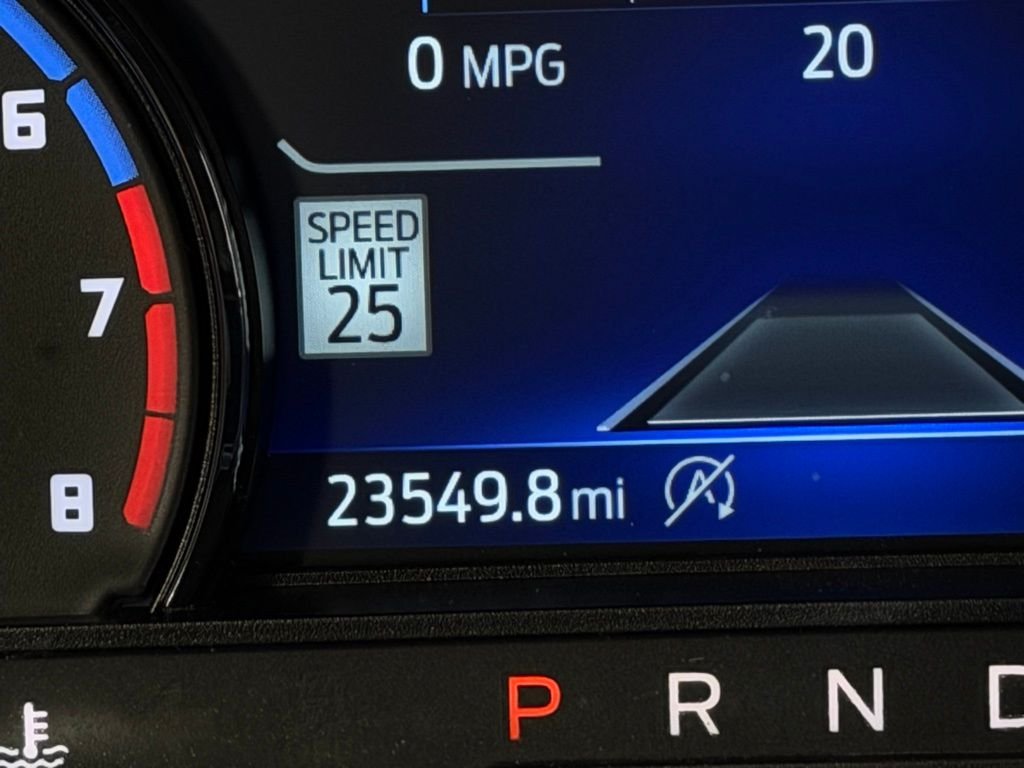 0 MPG 20
6
SPEED
LIMIT
25
7
23549.8 mi
8
P R N D